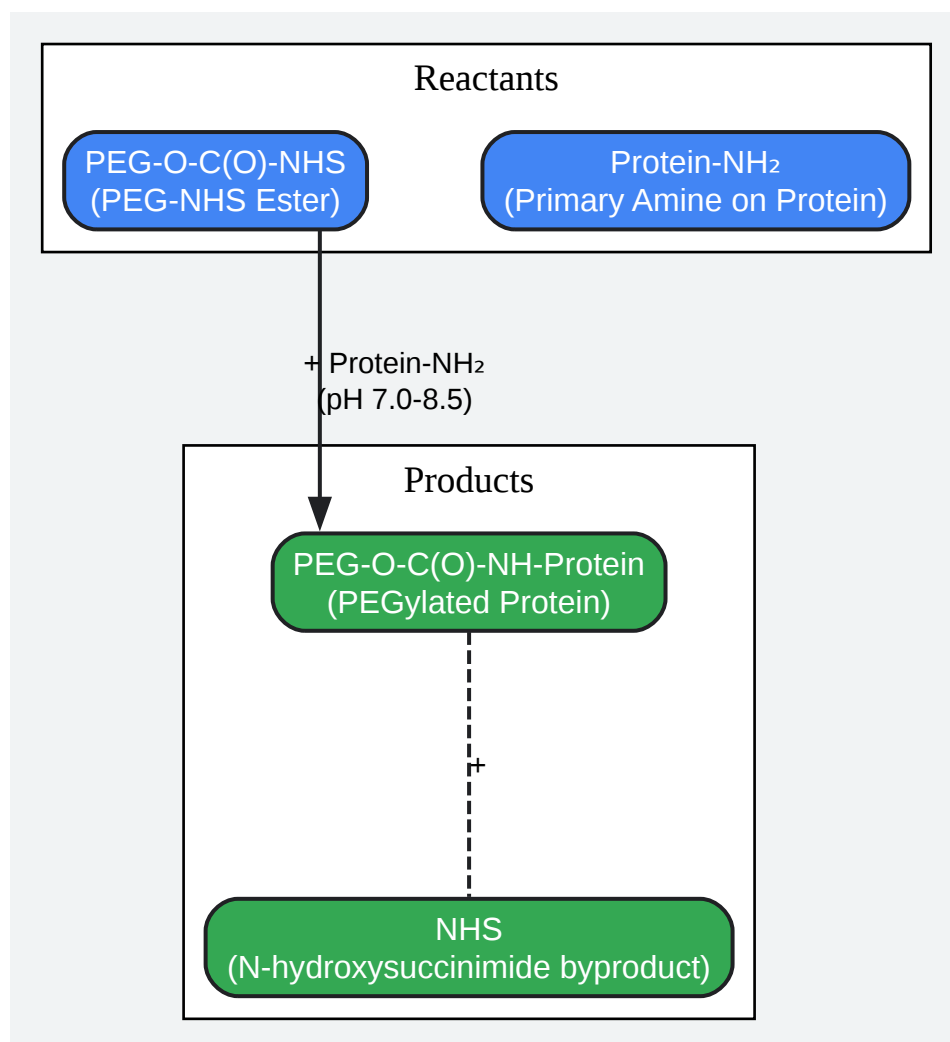 Reactants
PEG-O-C(O)-NHS
(PEG-NHS Ester)
Protein-NH₂
(Primary Amine on Protein)
+ Protein-NH₂
(pH 7.0-8.5)
Products
PEG-O-C(O)-NH-Protein
(PEGylated Protein)
+
NHS
(N-hydroxysuccinimide byproduct)